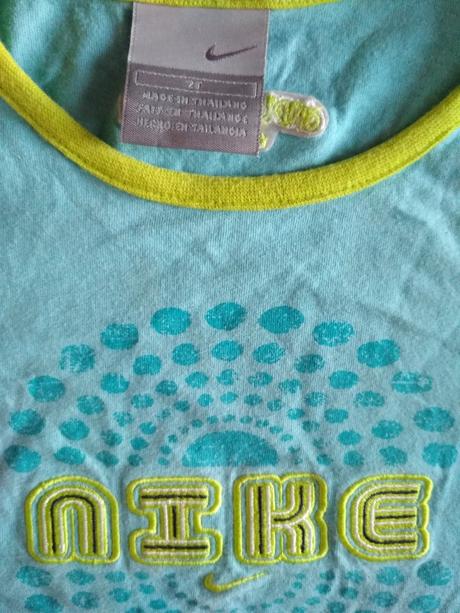 2T
MADE IN THAILAND
FAIT EN THAILANDE
HECHO EN TAILANDIA
NIKE